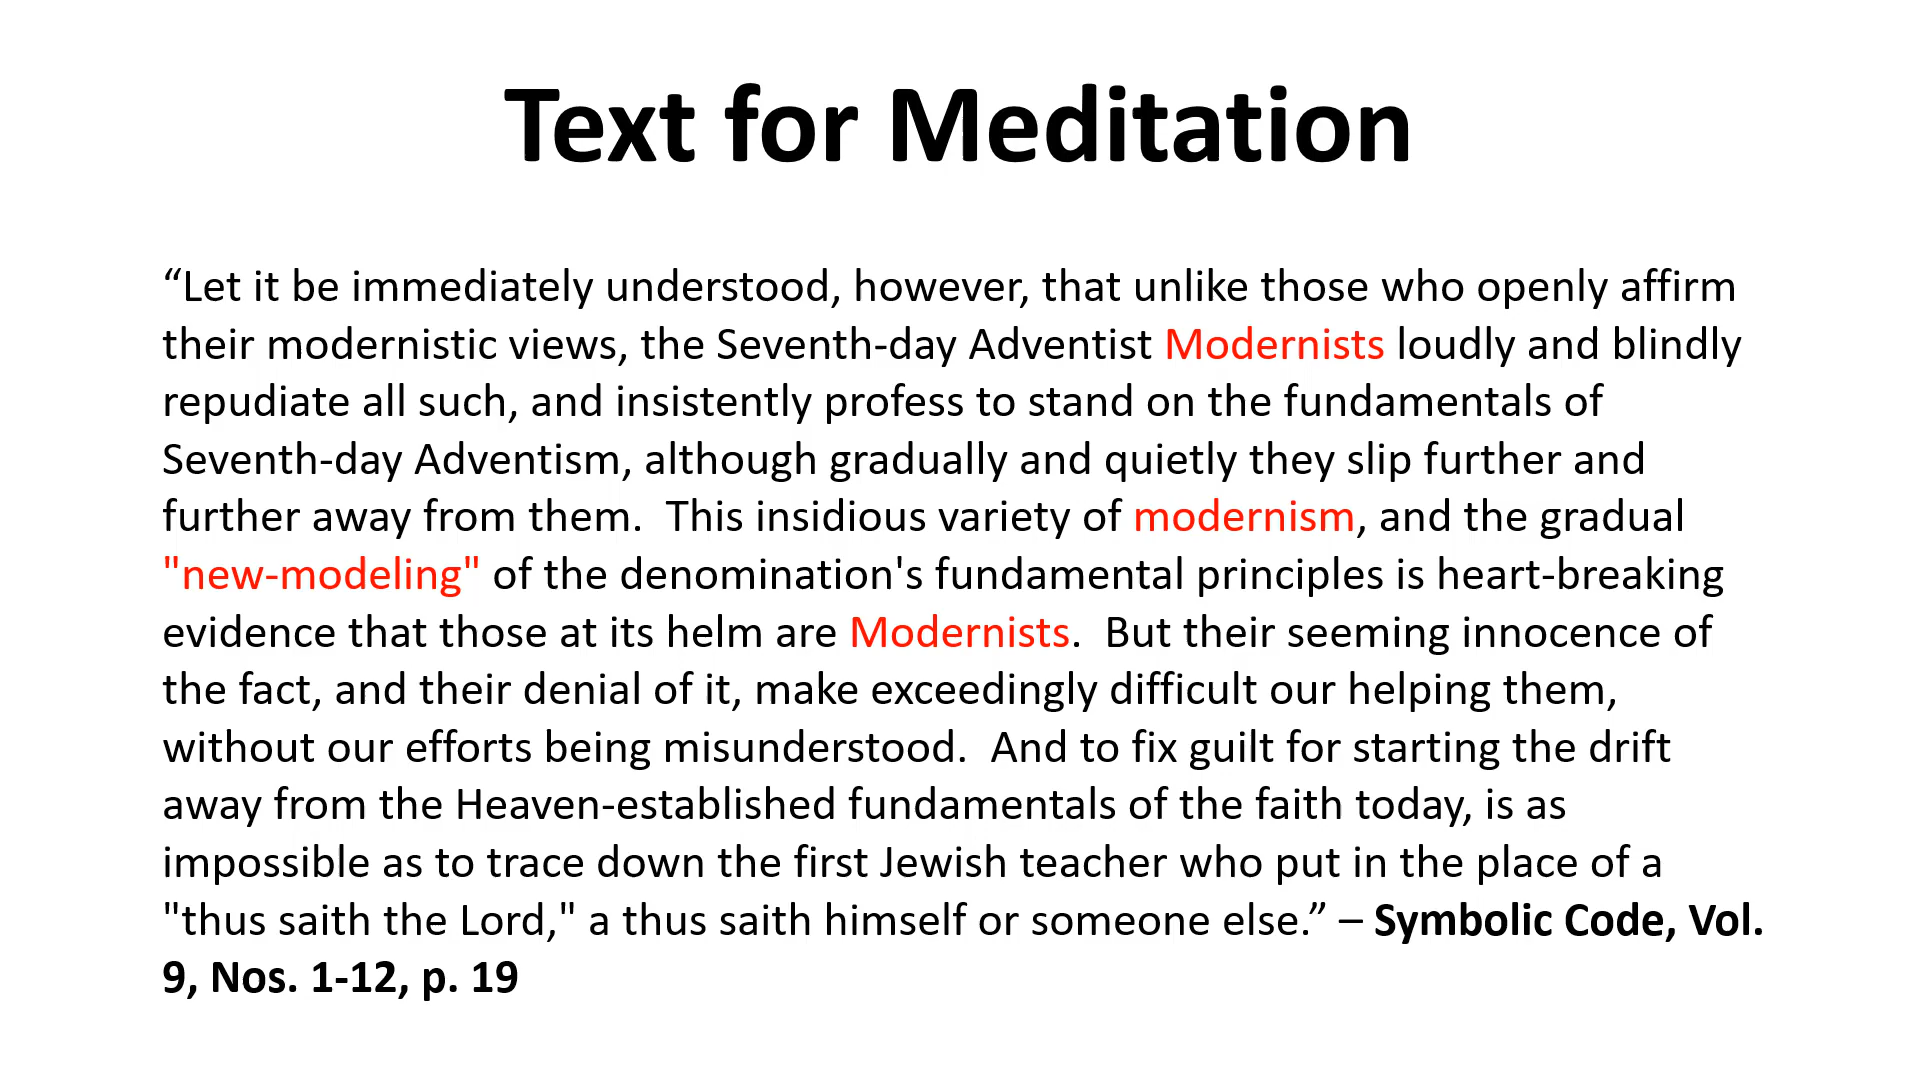 Text for Meditation
“Let it be immediately understood, however, that unlike those who openly affirm
their modernistic views, the Seventh-day Adventist Modernists loudly and blindly
repudiate all such, and insistently profess to stand on the fundamentals of
Seventh-day Adventism, although gradually and quietly they slip further and
further away from them.  This insidious variety of modernism, and the gradual
"new-modeling" of the denomination's fundamental principles is heart-breaking
evidence that those at its helm are Modernists.  But their seeming innocence of
the fact, and their denial of it, make exceedingly difficult our helping them,
without our efforts being misunderstood.  And to fix guilt for starting the drift
away from the Heaven-established fundamentals of the faith today, is as
impossible as to trace down the first Jewish teacher who put in the place of a
"thus saith the Lord," a thus saith himself or someone else.” – Symbolic Code, Vol.
9, Nos. 1-12, p. 19